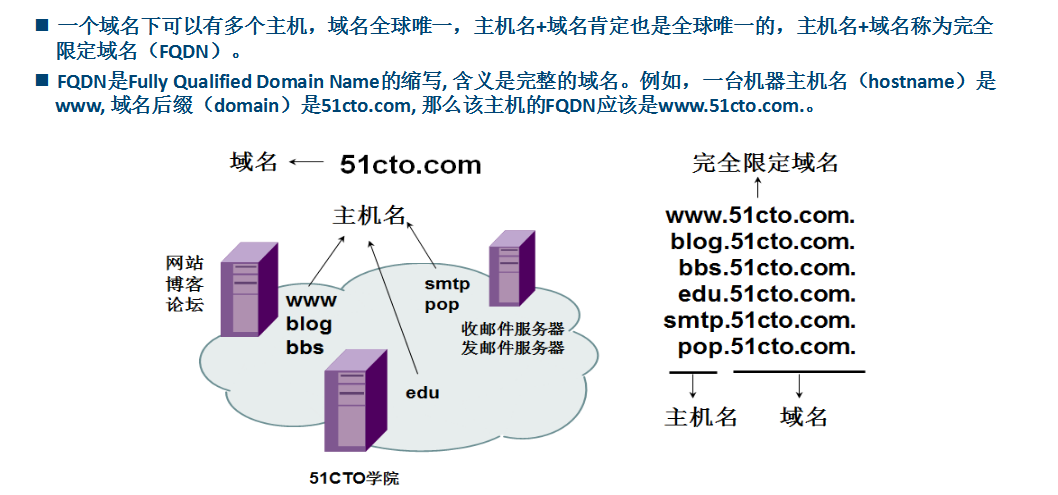 一个域名下可以有多个主机，域名全球唯一，主机名+域名肯定也是全球唯一的，主机名+域名称为完全
限定域名（FQDN）。
FQDN是Fully Qualified Domain Name的缩写, 含义是完整的域名。例如，一台机器主机名（hostname）是
www, 域名后缀（domain）是51cto.com, 那么该主机的FQDN应该是www.51cto.com.。
域名
51cto.com
主机名
网站
博客
论坛
www
blog
bbs
smtp
pop
收邮件服务器
发邮件服务器
edu
51CTO学院
完全限定域名
www.51cto.com.
blog.51cto.com.
bbs.51cto.com.
edu.51cto.com.
smtp.51cto.com.
pop.51cto.com.
主机名
域名